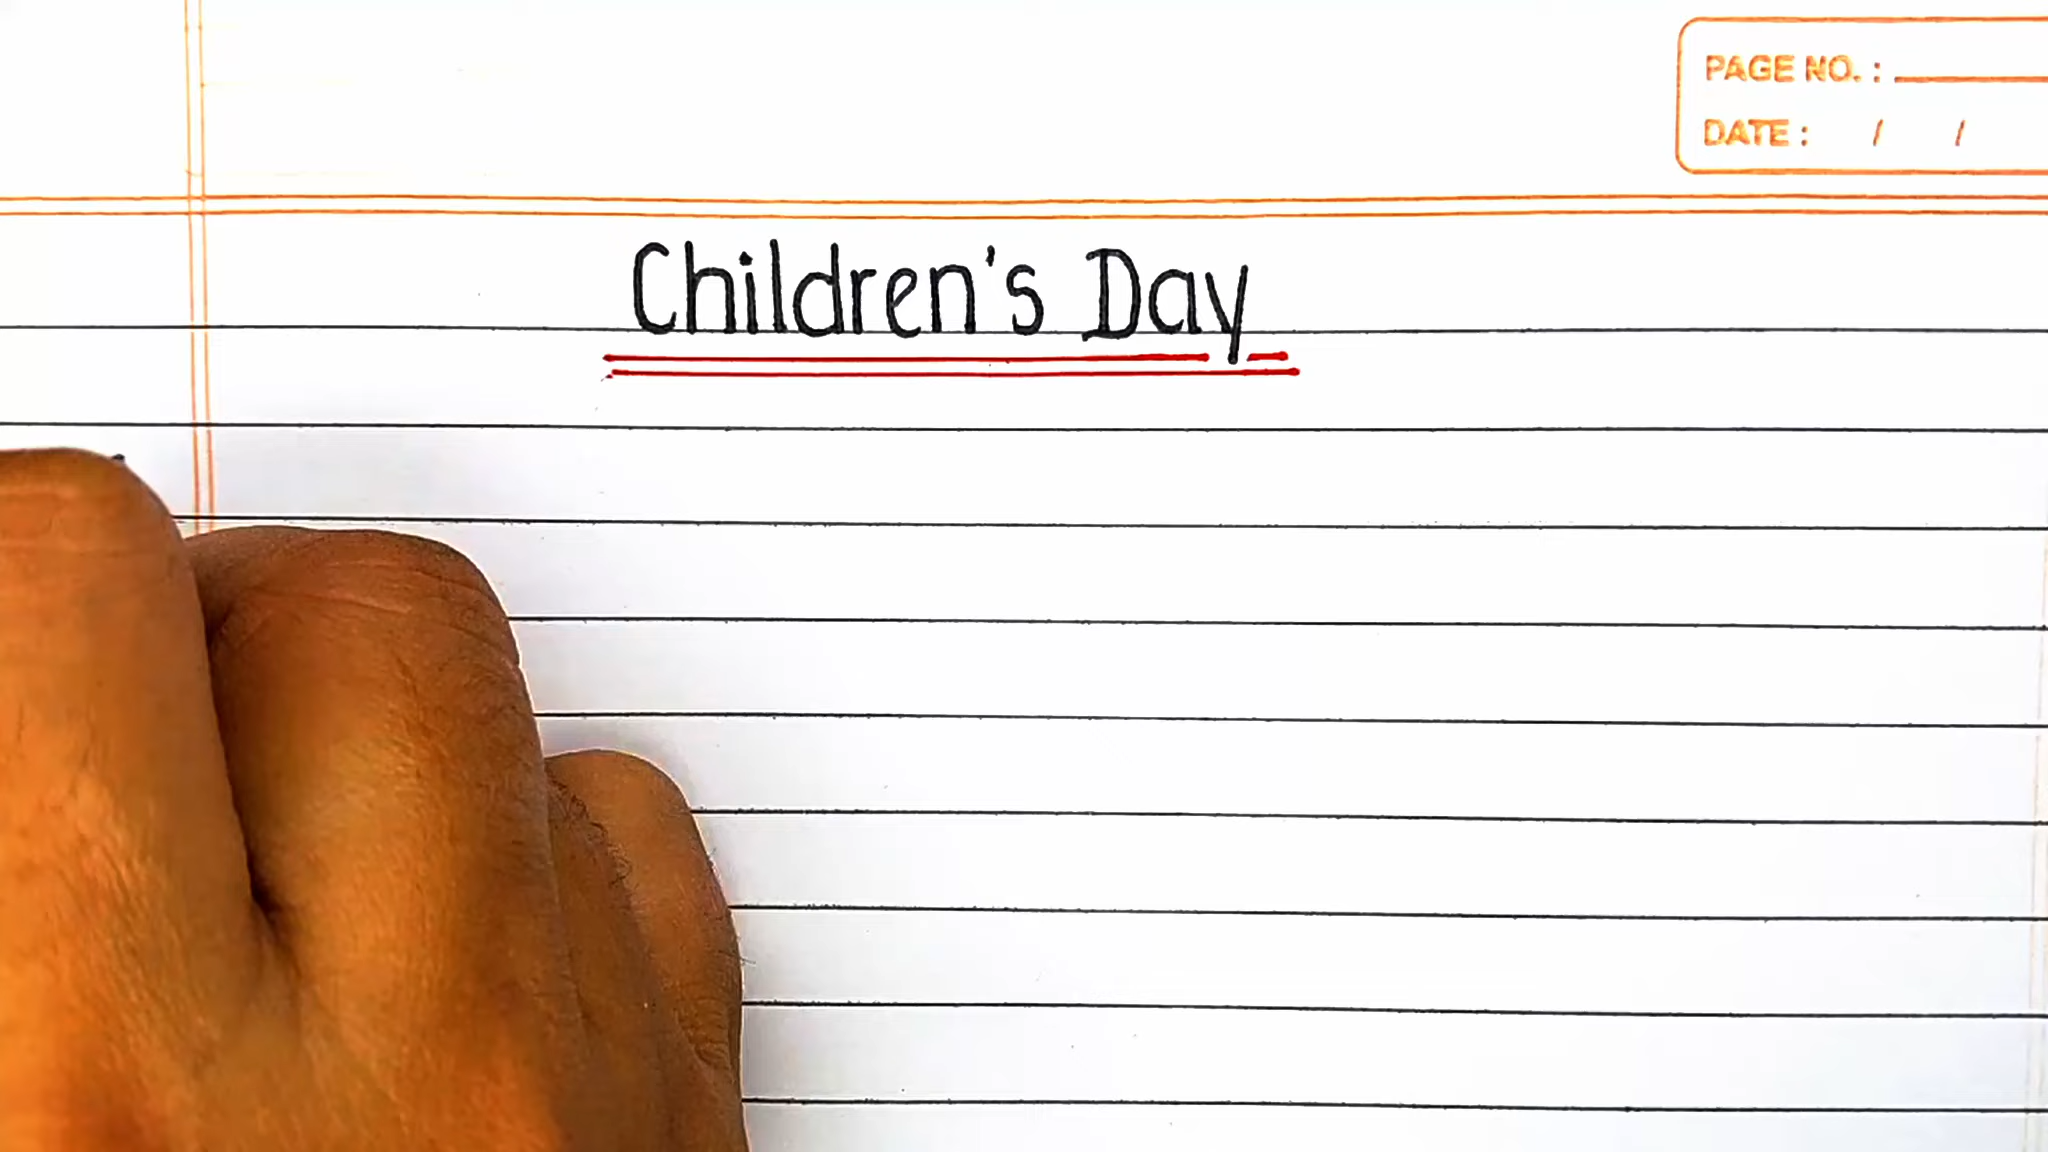 PAGE NO. :
DATE : / /
Children's Day